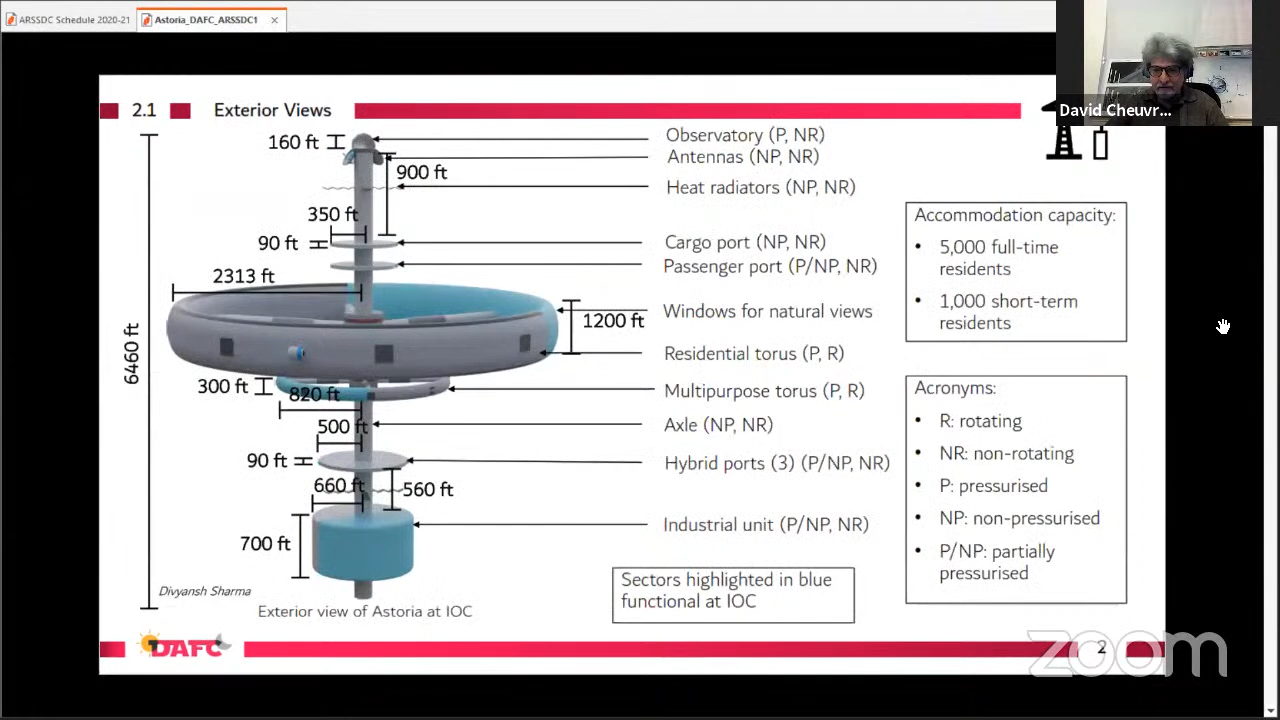 ARSSDC Schedule 2020-21
Astoria_DAFC_ARSSDC1
David Cheuvr...
2.1
Exterior Views
160 ft
Observatory (P, NR)
Antennas (NP, NR)
900 ft
Heat radiators (NP, NR)
350 ft
90 ft
Cargo port (NP, NR)
Passenger port (P/NP, NR)
2313 ft
Windows for natural views
1200 ft
6460 ft
Residential torus (P, R)
300 ft
820 ft
Multipurpose torus (P, R)
500 ft
Axle (NP, NR)
90 ft
Hybrid ports (3) (P/NP, NR)
660 ft
560 ft
700 ft
Industrial unit (P/NP, NR)
Accommodation capacity:
• 5,000 full-time
residents
• 1,000 short-term
residents
Acronyms:
• R: rotating
• NR: non-rotating
• P: pressurised
• NP: non-pressurised
• P/NP: partially
pressurised
Sectors highlighted in blue
functional at IOC
Divyansh Sharma
Exterior view of Astoria at IOC
DAFC
2
zoom